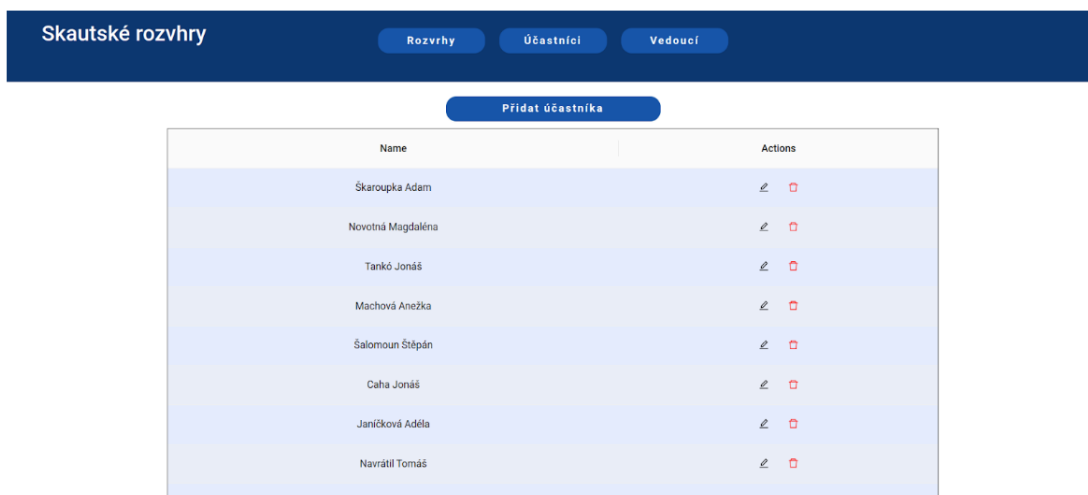 Skautské rozvhry
Rozvrhy Účastníci Vedoucí
Přidat účastníka
Name Actions
Škaroupka Adam
Novotná Magdaléna
Tankó Jonáš
Machová Anežka
Šalomoun Štěpán
Caha Jonáš
Janíčková Adéla
Navrátil Tomáš